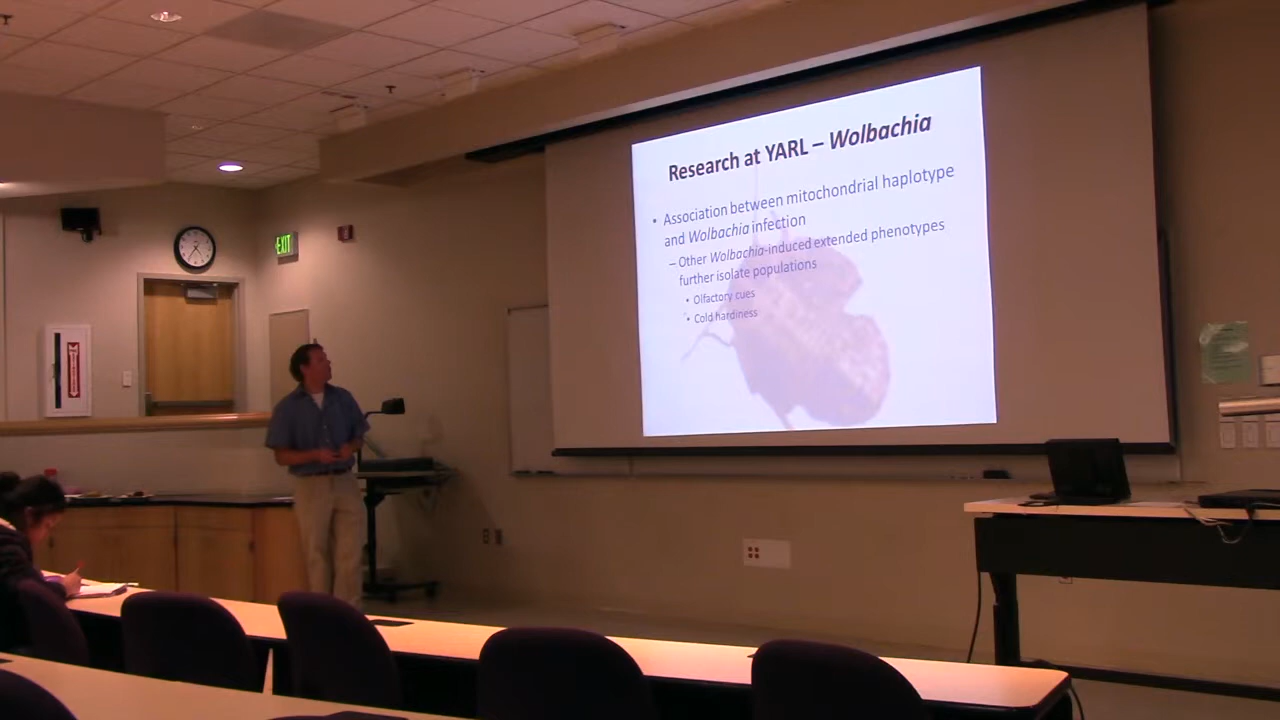 Research at YARL – Wolbachia
• Association between mitochondrial haplotype
and Wolbachia infection
– Other Wolbachia-induced extended phenotypes
further isolate populations
• Olfactory cues
• Cold hardiness
EXIT